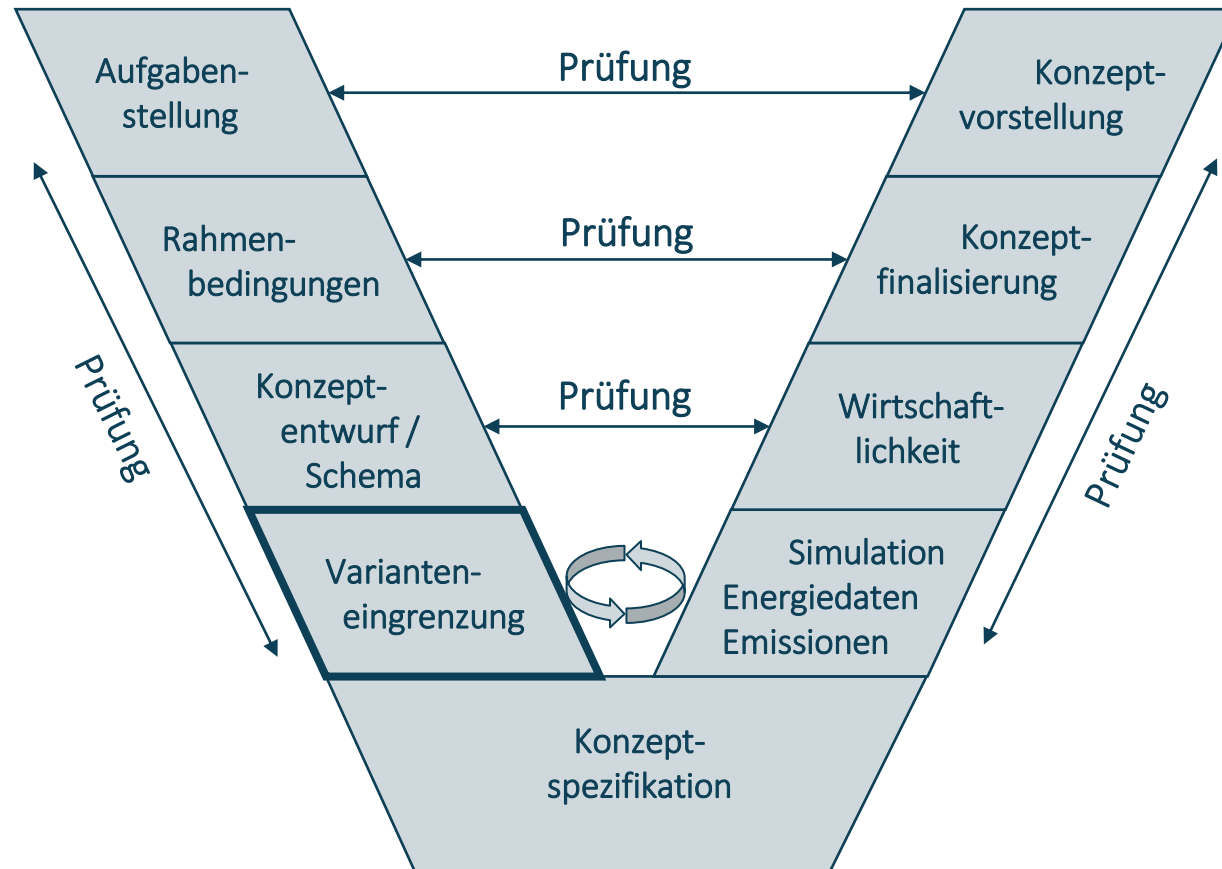 Aufgaben-
stellung
Prüfung
Konzept-
vorstellung
Rahmen-
bedingungen
Prüfung
Konzept-
finalisierung
Prüfung
Konzept-
entwurf /
Schema
Prüfung
Wirtschaft-
lichkeit
Prüfung
Varianten-
eingrenzung
Simulation
Energiedaten
Emissionen
Konzept-
spezifikation